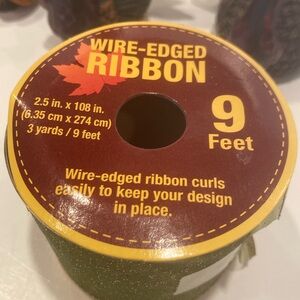 WIRE-EDGED
RIBBON
2.5 in. x 108 in.
(6.35 cm x 274 cm)
3 yards / 9 feet
9
Feet
Wire-edged ribbon curls
easily to keep your design
in place.